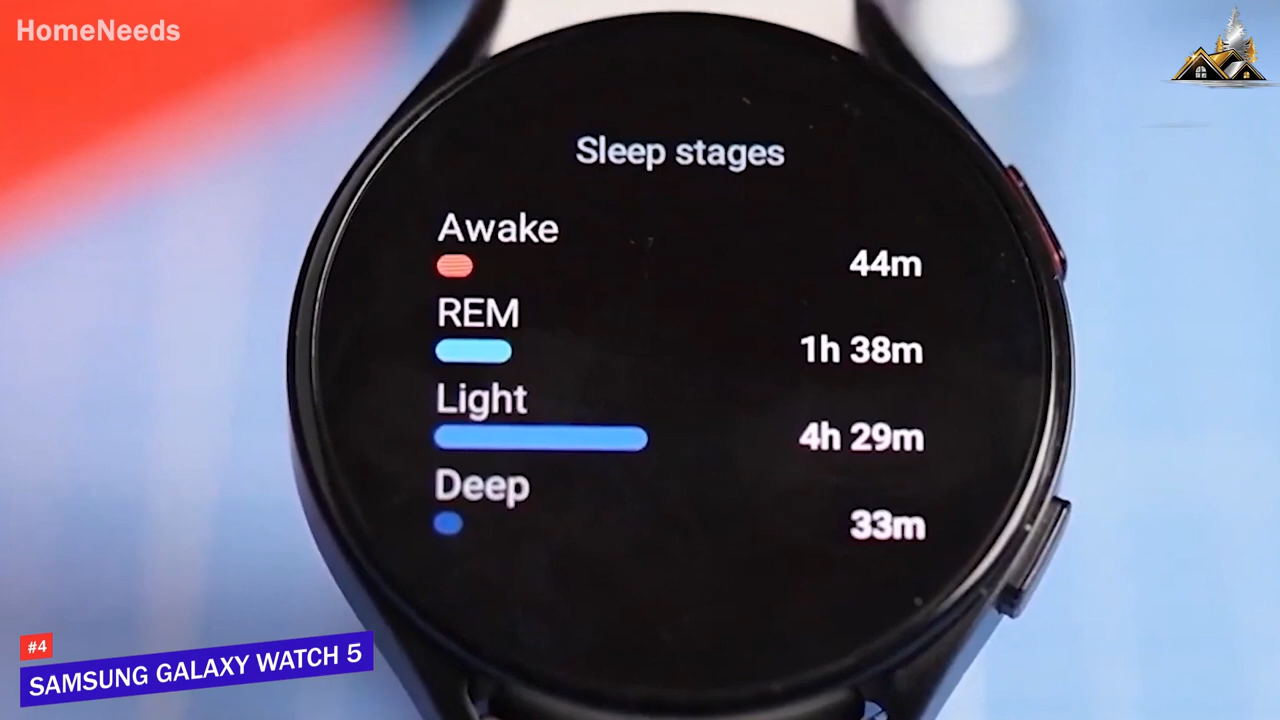 HomeNeeds
Sleep stages
Awake
44m
REM
1h 38m
Light
4h 29m
Deep
33m
#4
SAMSUNG GALAXY WATCH 5